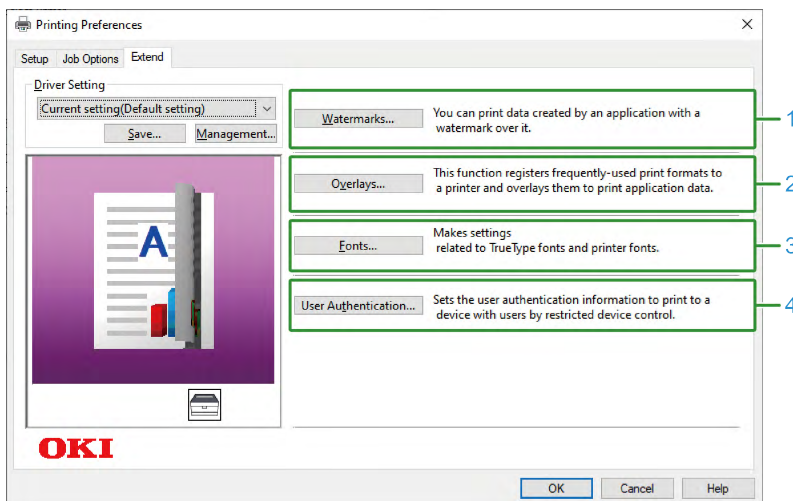 Printing Preferences
Setup Job Options Extend
Driver Setting
Current setting(Default setting)
Save... Management...
Watermarks...
You can print data created by an application with a
watermark over it.
1
Overlays...
This function registers frequently-used print formats to
a printer and overlays them to print application data.
2
Fonts...
Makes settings
related to TrueType fonts and printer fonts.
3
User Authentication...
Sets the user authentication information to print to a
device with users by restricted device control.
4
A
OKI
OK Cancel Help